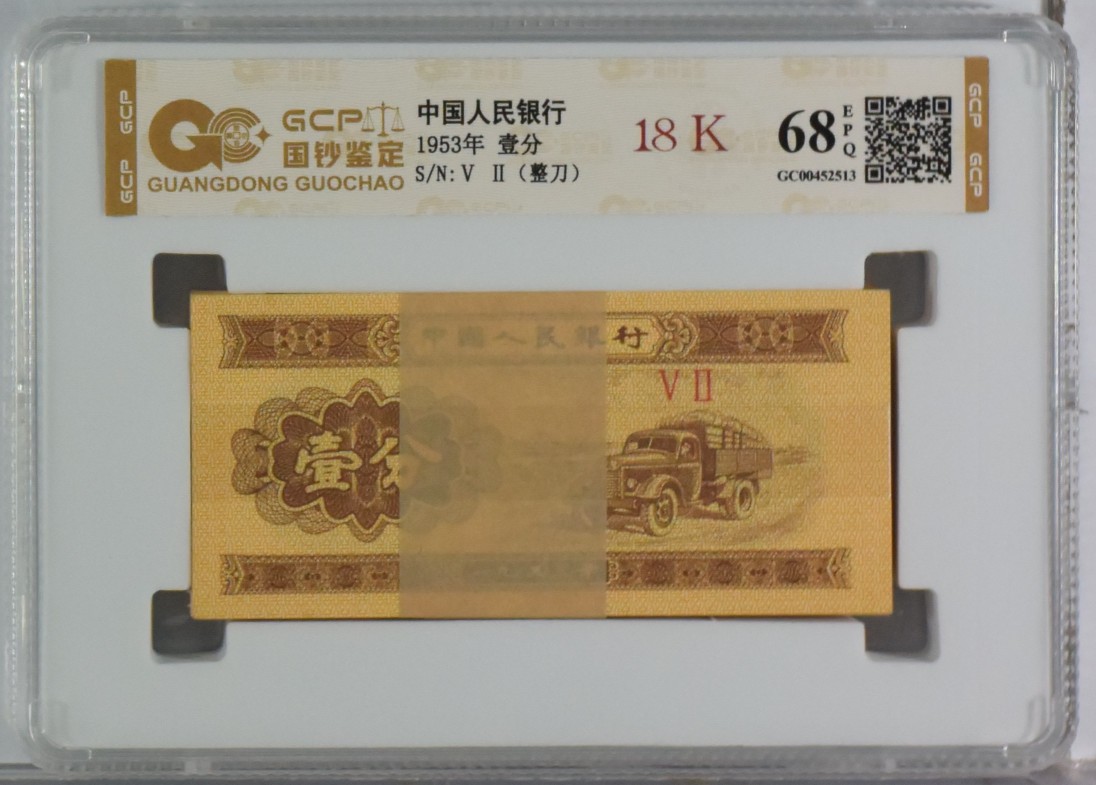 GCP
GCP
GCP
国钞鉴定
GUANGDONG GUOCHAO
中国人民银行
1953年 壹分
S/N: V Ⅱ (整刀)
18 K
68
EPQ
GC00452513
GCP
GCP
中國人民銀行
V Ⅱ
壹分